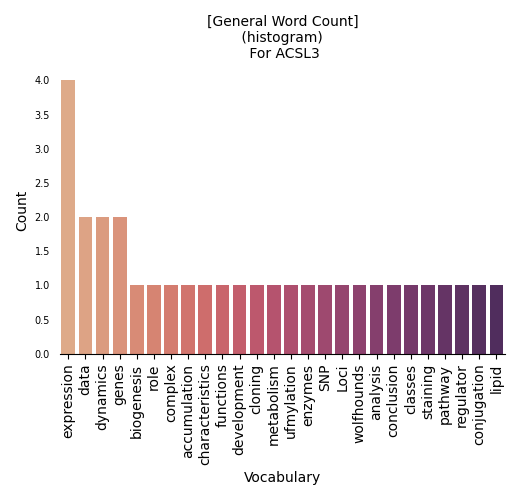 [General Word Count]
(histogram)
For ACSL3
4.0
3.5
3.0
2.5
2.0
1.5
1.0
0.5
0.0
Count
expression
data
dynamics
genes
biogenesis
role
complex
accumulation
characteristics
functions
development
cloning
metabolism
ufmylation
enzymes
SNP
Loci
wolfhounds
analysis
conclusion
classes
staining
pathway
regulator
conjugation
lipid
Vocabulary